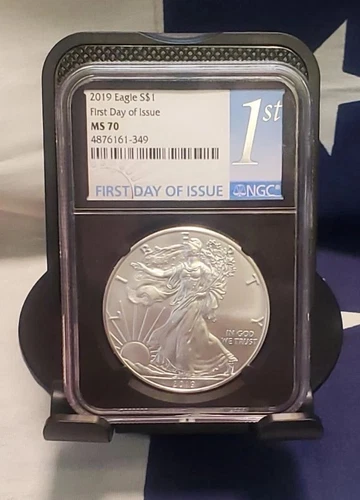 2019 Eagle S$1
First Day of Issue
MS 70
4876161-349
1st
FIRST DAY OF ISSUE
NGC®
LIBERTY
IN GOD
WE TRUST
2019